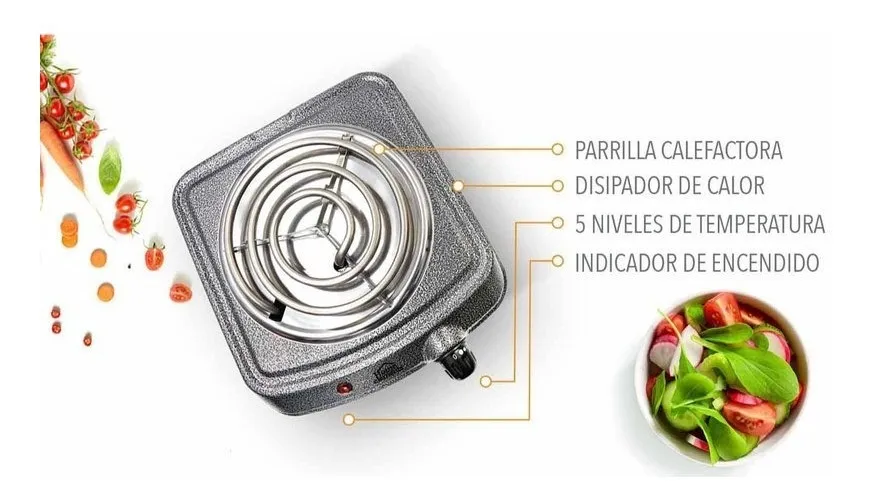 PARRILLA CALEFACTORA
DISIPADOR DE CALOR
5 NIVELES DE TEMPERATURA
INDICADOR DE ENCENDIDO